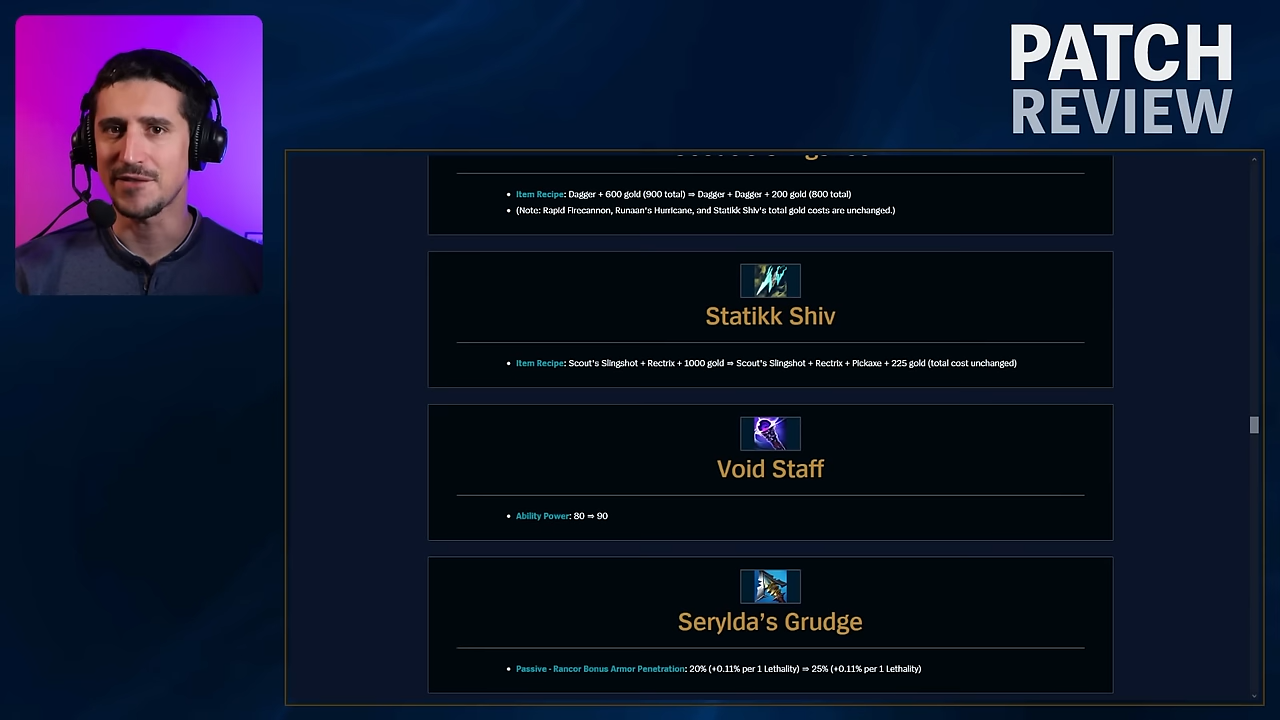 PATCH
REVIEW
Item Recipe: Dagger + 600 gold (900 total) ⇒ Dagger + Dagger + 200 gold (800 total)
(Note: Rapid Firecannon, Runaan's Hurricane, and Statikk Shiv's total gold costs are unchanged.)
Statikk Shiv
Item Recipe: Scout's Slingshot + Rectrix + 1000 gold ⇒ Scout's Slingshot + Rectrix + Pickaxe + 225 gold (total cost unchanged)
Void Staff
Ability Power: 80 ⇒ 90
Serylda's Grudge
Passive - Rancor Bonus Armor Penetration: 20% (+0.11% per 1 Lethality) ⇒ 25% (+0.11% per 1 Lethality)